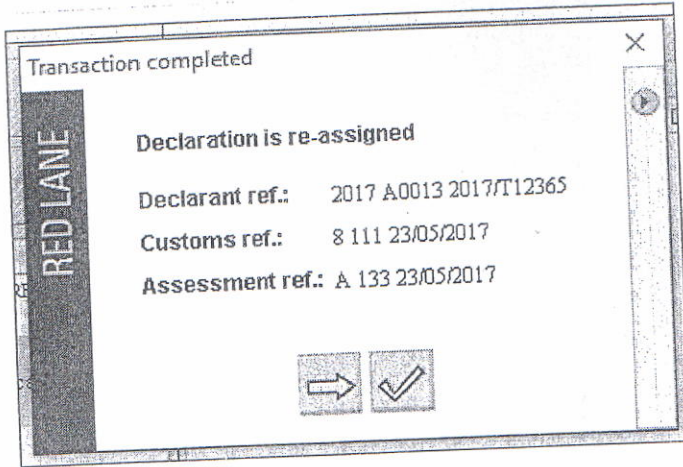 Transaction completed
RED LANE
Declaration is re-assigned
Declarant ref.: 2017 A0013 2017/T12365
Customs ref.: 8 111 23/05/2017
Assessment ref.: A 133 23/05/2017